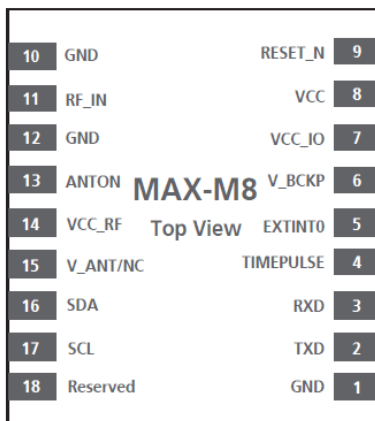 10 GND RESET_N 9
11 RF_IN VCC 8
12 GND VCC_IO 7
13 ANTON MAX-M8 V_BCKP 6
14 VCC_RF Top View EXTINT0 5
15 V_ANT/NC TIMEPULSE 4
16 SDA RXD 3
17 SCL TXD 2
18 Reserved GND 1